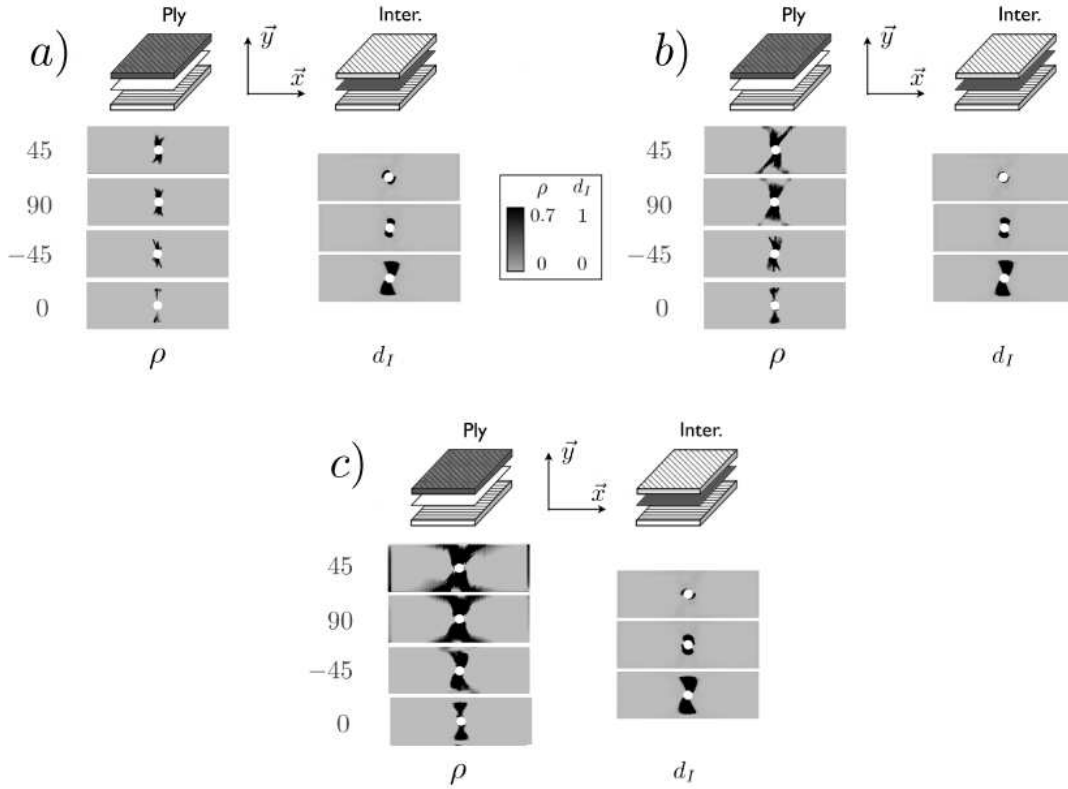 a)
Ply
Inter.
y⃗
x⃗
45
90
−45
0
ρ
d_I
ρ d_I
0.7 1
0 0
b)
Ply
Inter.
y⃗
x⃗
45
90
−45
0
ρ
d_I
c)
Ply
Inter.
y⃗
x⃗
45
90
−45
0
ρ
d_I